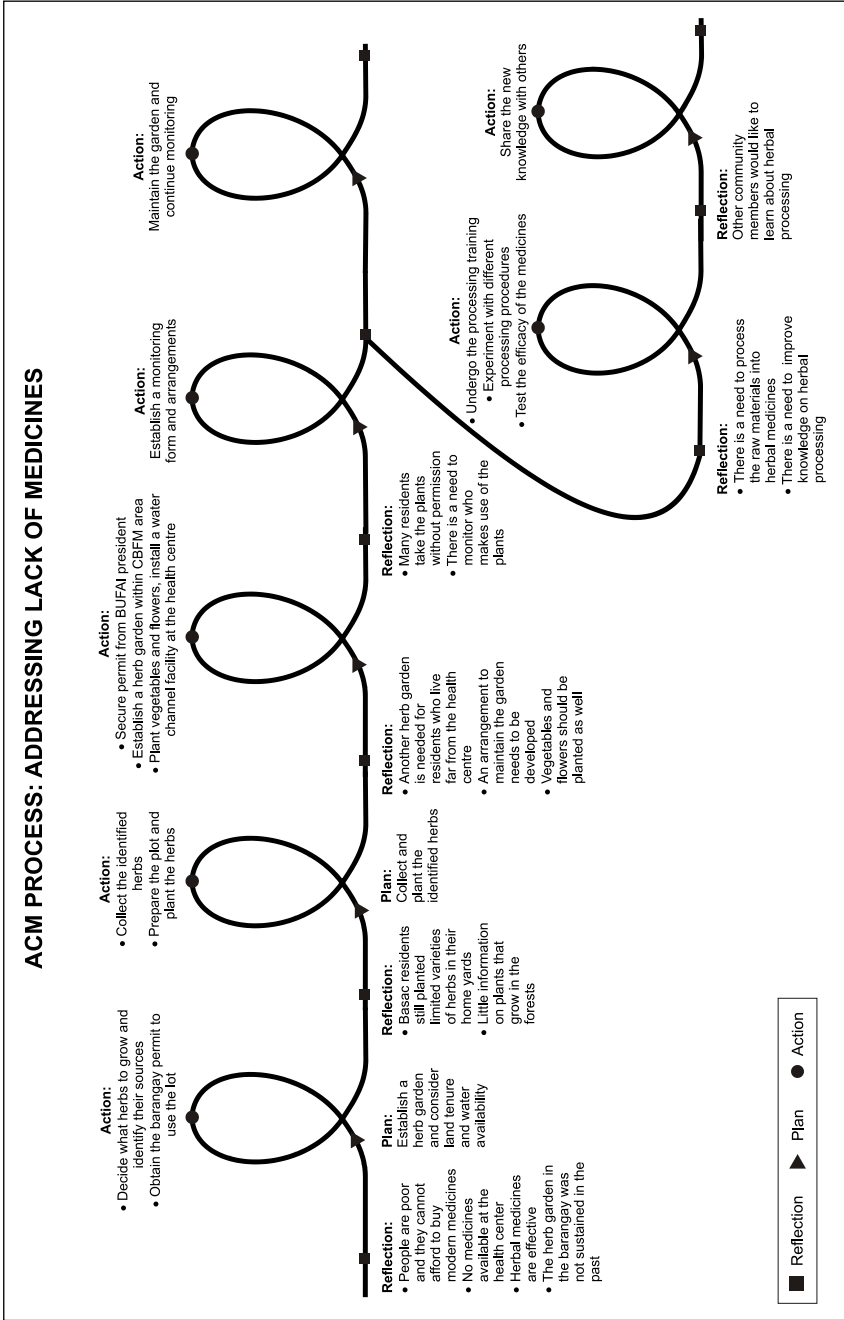 ACM PROCESS: ADDRESSING LACK OF MEDICINES
Action:
• Decide what herbs to grow and
identify their sources
• Obtain the barangay permit to
use the lot
Action:
• Collect the identified
herbs
• Prepare the plot and
plant the herbs
Action:
• Secure permit from BUFAI president
• Establish a herb garden within CBFM area
• Plant vegetables and flowers, install a water
channel facility at the health centre
Action:
Establish a monitoring
form and arrangements
Action:
Maintain the garden and
continue monitoring
Reflection:
• People are poor
and they cannot
afford to buy
modern medicines
• No medicines
available at the
health center
• Herbal medicines
are effective
• The herb garden in
the barangay was
not sustained in the
past
Plan:
Establish a
herb garden
and consider
land tenure
and water
availability
Reflection:
• Basac residents
still planted
limited varieties
of herbs in their
home yards
• Little information
on plants that
grow in the
forests
Plan:
Collect and
plant the
identified herbs
Reflection:
• Another herb garden
is needed for
residents who live
far from the health
centre
• An arrangement to
maintain the garden
needs to be
developed
• Vegetables and
flowers should be
planted as well
Reflection:
• Many residents
take the plants
without permission
• There is a need to
monitor who
makes use of the
plants
Action:
• Undergo the processing training
• Experiment with different
processing procedures
• Test the efficacy of the medicines
Action:
Share the new
knowledge with others
Reflection:
• There is a need to process
the raw materials into
herbal medicines
• There is a need to improve
knowledge on herbal
processing
Reflection:
Other community
members would like to
learn about herbal
processing
Reflection Plan Action